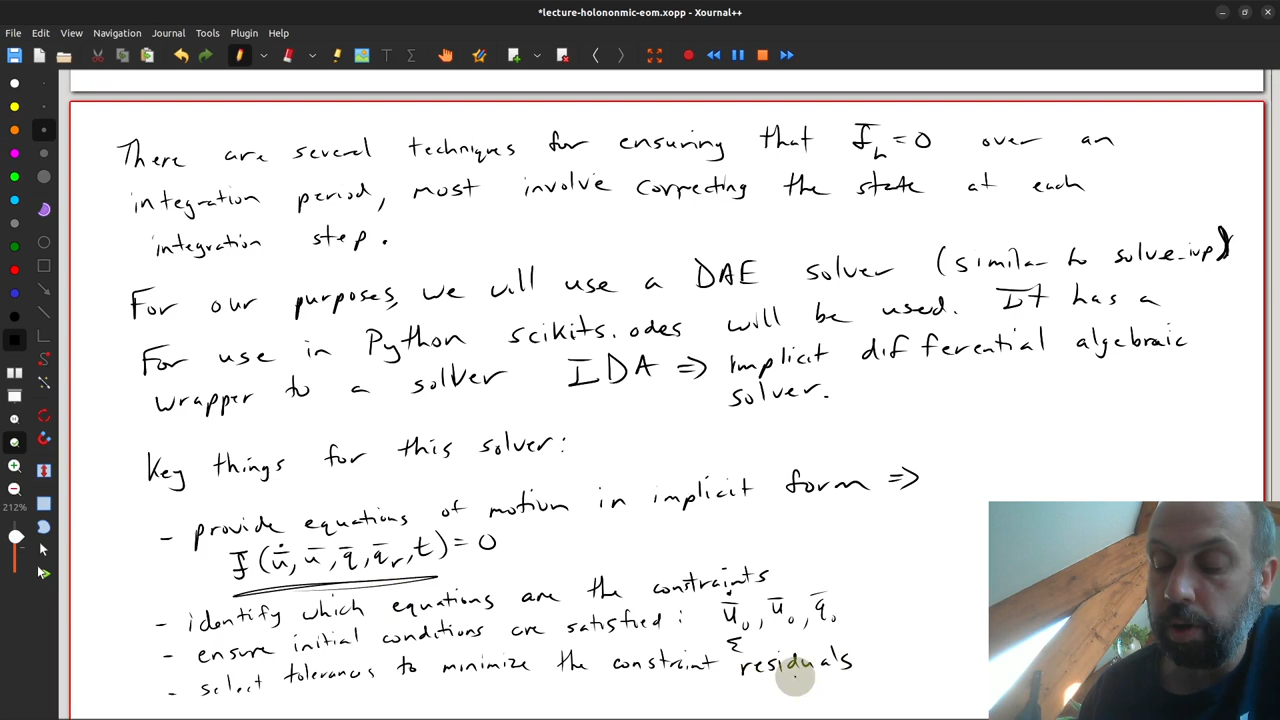 *lecture-holononmic-eom.xopp - Xournal++
File Edit View Navigation Journal Tools Plugin Help
212%
There are several techniques for ensuring that f̄ₕ = 0 over an
integration period, most involve correcting the state at each
integration step.
For our purposes, we will use a DAE solver (similar to solve_ivp)
For use in Python scikits.odes will be used. It has a
wrapper to a solver IDA ⇒ implicit differential algebraic
solver.
Key things for this solver:
- provide equations of motion in implicit form ⇒
f̄(u̇̄, ū, q̄, q̄ᵣ, t) = 0
- identify which equations are the constraints
- ensure initial conditions are satisfied: u̇̄₀, ū₀, q̄₀
- select tolerances to minimize the constraint residuals